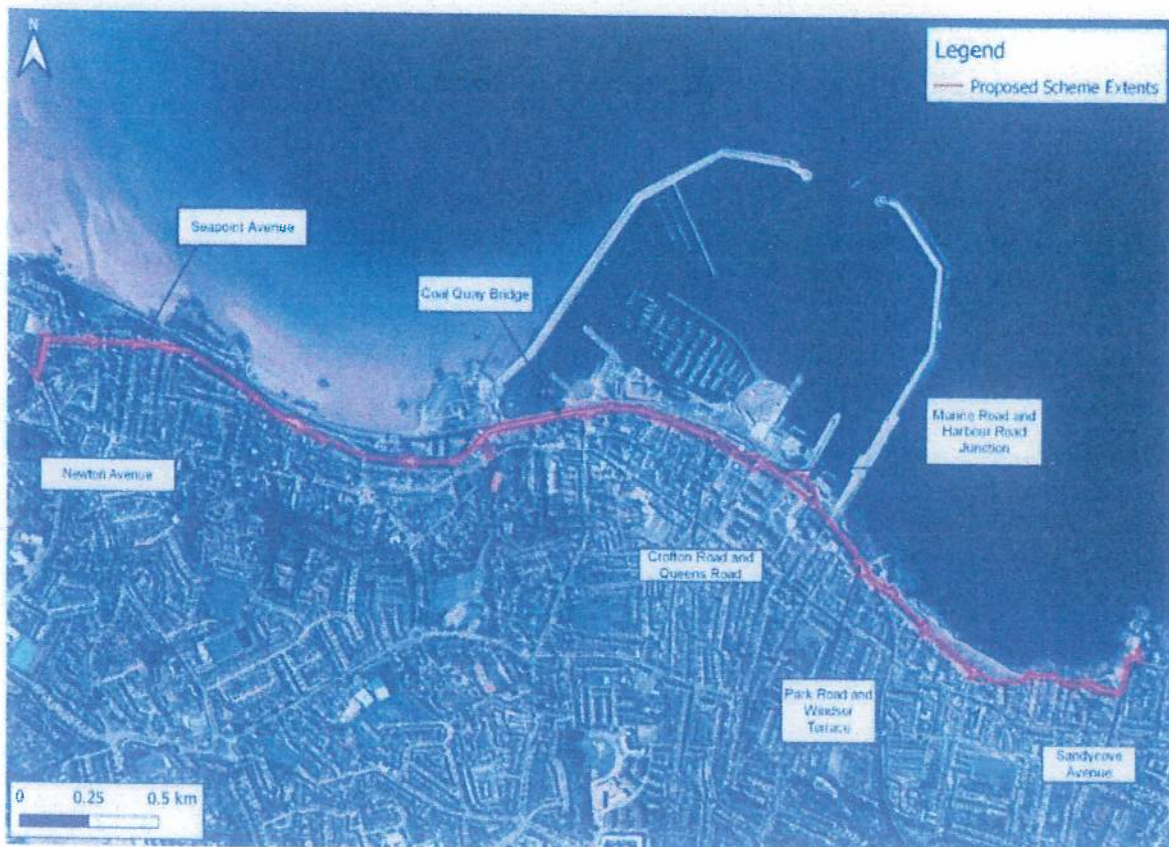 N
Legend
Proposed Scheme Extents
Seapoint Avenue
Coal Quay Bridge
Marine Road and
Harbour Road
Junction
Newton Avenue
Crofton Road and
Queens Road
Park Road and
Windsor
Terrace
Sandycove
Avenue
0 0.25 0.5 km